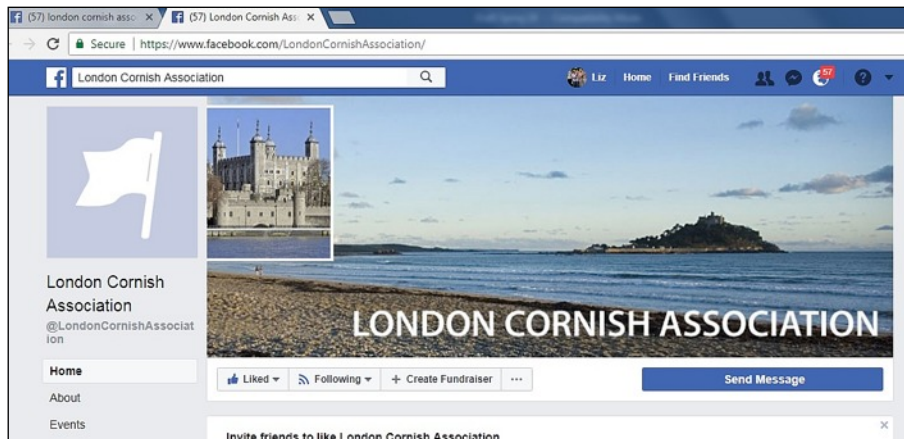 (57) london cornish asso
(57) London Cornish Ass
Secure | https://www.facebook.com/LondonCornishAssociation/
London Cornish Association
Liz Home Find Friends 57
LONDON CORNISH ASSOCIATION
London Cornish
Association
@LondonCornishAssociat
ion
Liked Following + Create Fundraiser ... Send Message
Home
About
Events
Invite friends to like London Cornish Association